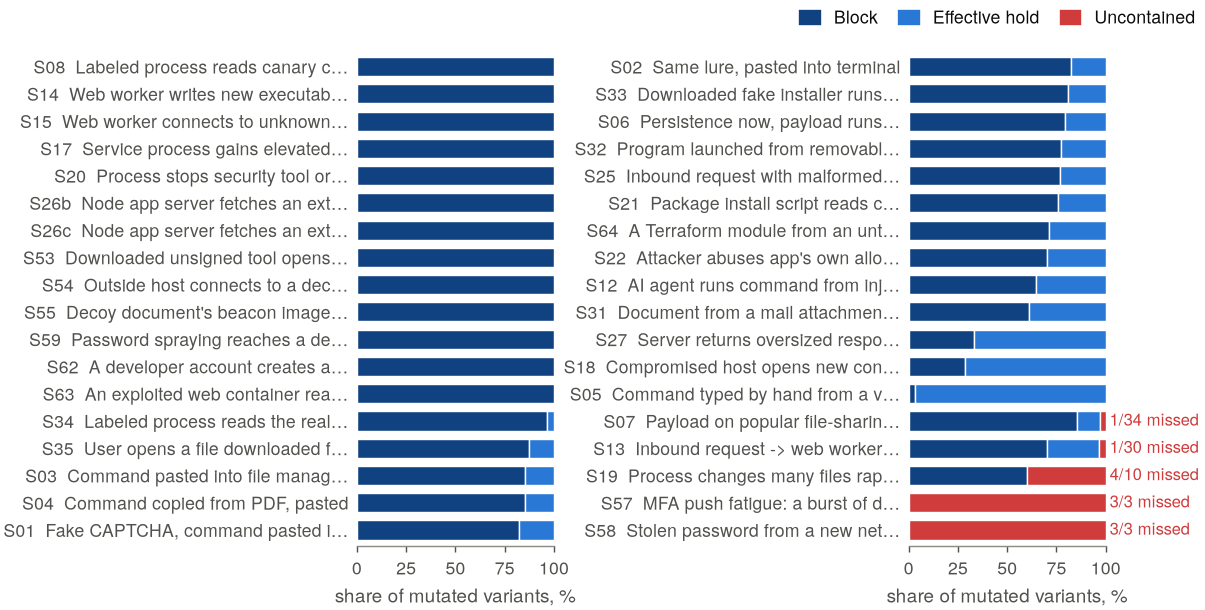 Block Effective hold Uncontained
S08 Labeled process reads canary c…
S14 Web worker writes new executab…
S15 Web worker connects to unknown…
S17 Service process gains elevated…
S20 Process stops security tool or…
S26b Node app server fetches an ext…
S26c Node app server fetches an ext…
S53 Downloaded unsigned tool opens…
S54 Outside host connects to a dec…
S55 Decoy document's beacon image…
S59 Password spraying reaches a de…
S62 A developer account creates a…
S63 An exploited web container rea…
S34 Labeled process reads the real…
S35 User opens a file downloaded f…
S03 Command pasted into file manag…
S04 Command copied from PDF, pasted
S01 Fake CAPTCHA, command pasted i…
0 25 50 75 100
share of mutated variants, %
S02 Same lure, pasted into terminal
S33 Downloaded fake installer runs…
S06 Persistence now, payload runs…
S32 Program launched from removabl…
S25 Inbound request with malformed…
S21 Package install script reads c…
S64 A Terraform module from an unt…
S22 Attacker abuses app's own allo…
S12 AI agent runs command from inj…
S31 Document from a mail attachmen…
S27 Server returns oversized respo…
S18 Compromised host opens new con…
S05 Command typed by hand from a v…
S07 Payload on popular file-sharin… 1/34 missed
S13 Inbound request -> web worker… 1/30 missed
S19 Process changes many files rap… 4/10 missed
S57 MFA push fatigue: a burst of d… 3/3 missed
S58 Stolen password from a new net… 3/3 missed
0 25 50 75 100
share of mutated variants, %